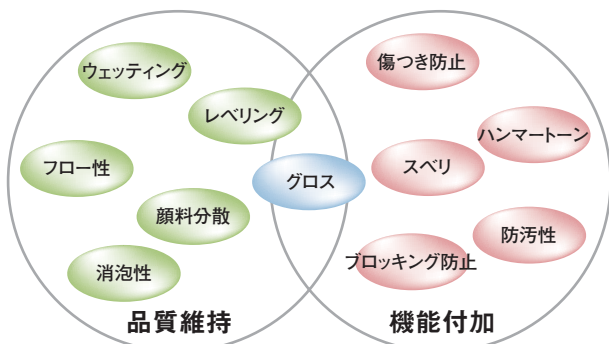 ウェッティング
レベリング
フロー性
顔料分散
消泡性
品質維持
グロス
傷つき防止
ハンマートーン
スベリ
防汚性
ブロッキング防止
機能付加